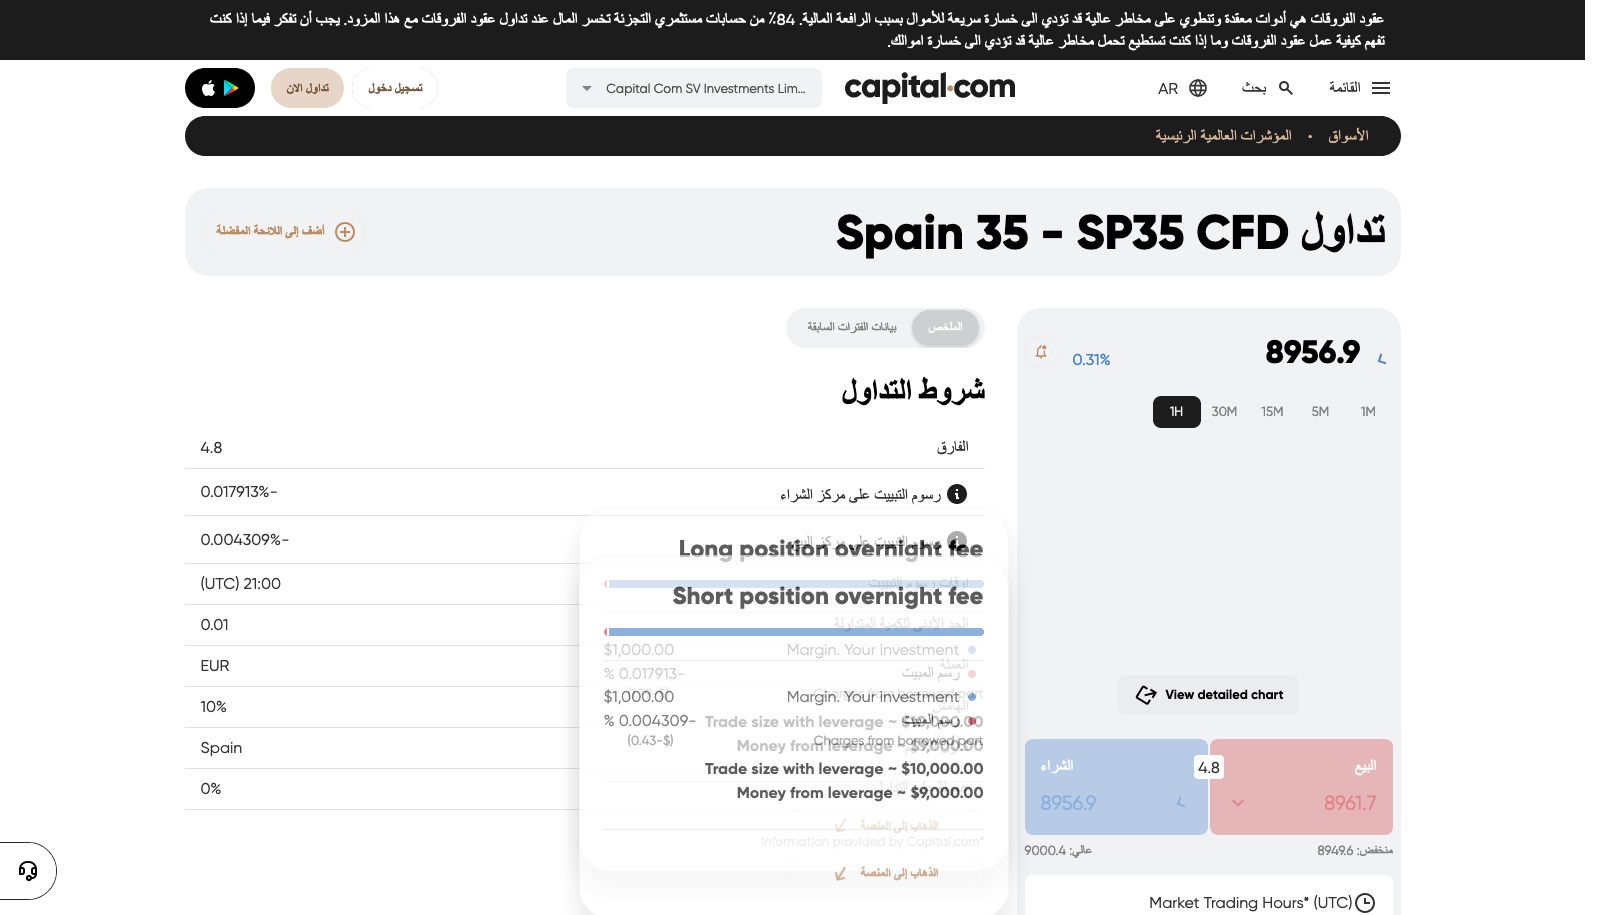 عقود الفروقات هي أدوات معقدة وتنطوي على مخاطر عالية قد تؤدي الى خسارة سريعة للأموال بسبب الرافعة المالية. 84٪ من حسابات مستثمري التجزئة تخسر المال عند تداول عقود الفروقات مع هذا المزود. يجب أن تفكر فيما إذا كنت
تفهم كيفية عمل عقود الفروقات وما إذا كنت تستطيع تحمل مخاطر عالية قد تؤدي الى خسارة اموالك.
القائمة
بحث
AR
capital.com
Capital Com SV Investments Lim...
تسجيل دخول
تداول الآن
الأسواق • المؤشرات العالمية الرئيسية
تداول Spain 35 - SP35 CFD
أضف إلى اللائحة المفضلة
8956.9
0.31%
1M 5M 15M 30M 1H
View detailed chart
البيع
8961.7
4.8
الشراء
8956.9
منخفض: 8949.6
عالي: 9000.4
Market Trading Hours* (UTC)
الملخص
بيانات الفترات السابقة
شروط التداول
الفارق 4.8
رسوم التبييت على مركز الشراء -0.017913%
رسوم التبييت على مركز البيع -0.004309%
اوقات رسوم التبييت 21:00 (UTC)
الحد الأدنى للكمية المتداولة 0.01
العملة EUR
الهامش 10%
Spain
0%
Long position overnight fee
Margin. Your investment $1,000.00
رسم المبيت -0.017913 %
Charges from borrowed part
Trade size with leverage ~ $10,000.00
Money from leverage ~ $9,000.00
الذهاب إلى المنصة
Short position overnight fee
Margin. Your investment $1,000.00
رسم المبيت -0.004309 %
Charges from borrowed part (-$0.43)
Trade size with leverage ~ $10,000.00
Money from leverage ~ $9,000.00
الذهاب إلى المنصة
Information provided by Capital.com*